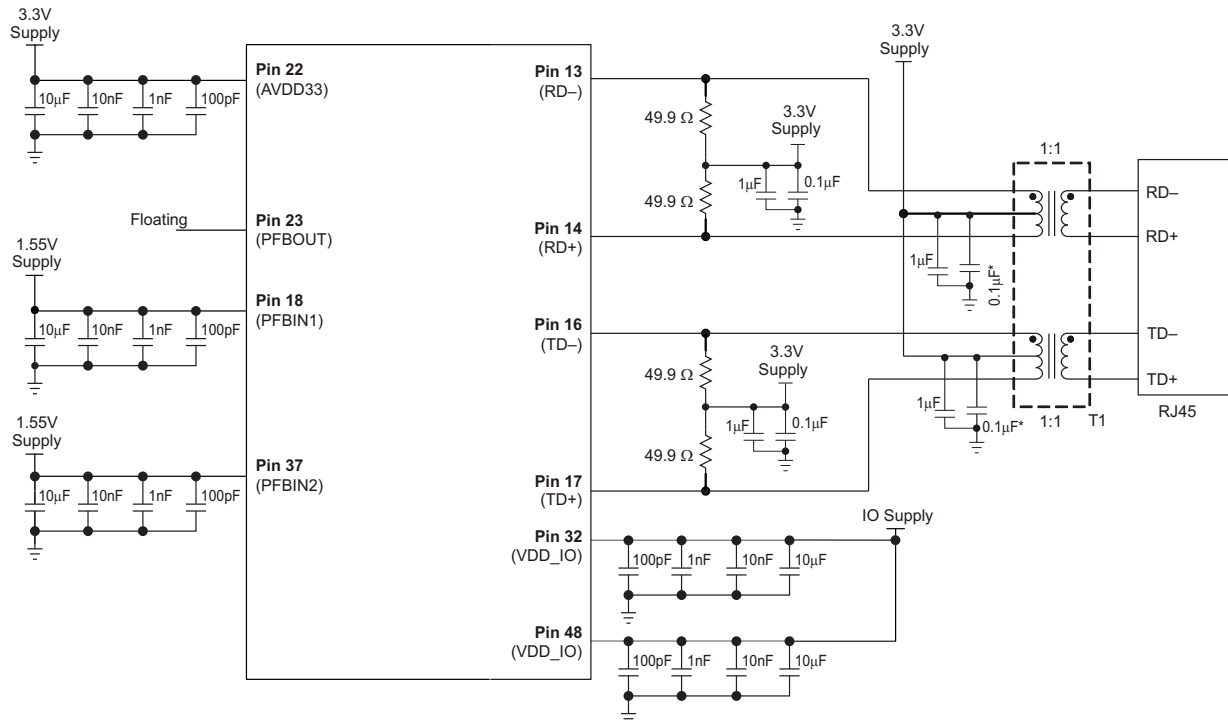 3.3V
Supply
10µF
10nF
1nF
100pF
Pin 22
(AVDD33)
Floating
Pin 23
(PFBOUT)
1.55V
Supply
10µF
10nF
1nF
100pF
Pin 18
(PFBIN1)
1.55V
Supply
10µF
10nF
1nF
100pF
Pin 37
(PFBIN2)
Pin 13
(RD–)
49.9 Ω
3.3V
Supply
1µF
0.1µF
49.9 Ω
Pin 14
(RD+)
Pin 16
(TD–)
49.9 Ω
3.3V
Supply
1µF
0.1µF
49.9 Ω
Pin 17
(TD+)
3.3V
Supply
1µF
0.1µF*
1µF
0.1µF*
1:1
1:1
T1
RD–
RD+
TD–
TD+
RJ45
IO Supply
Pin 32
(VDD_IO)
100pF
1nF
10nF
10µF
Pin 48
(VDD_IO)
100pF
1nF
10nF
10µF